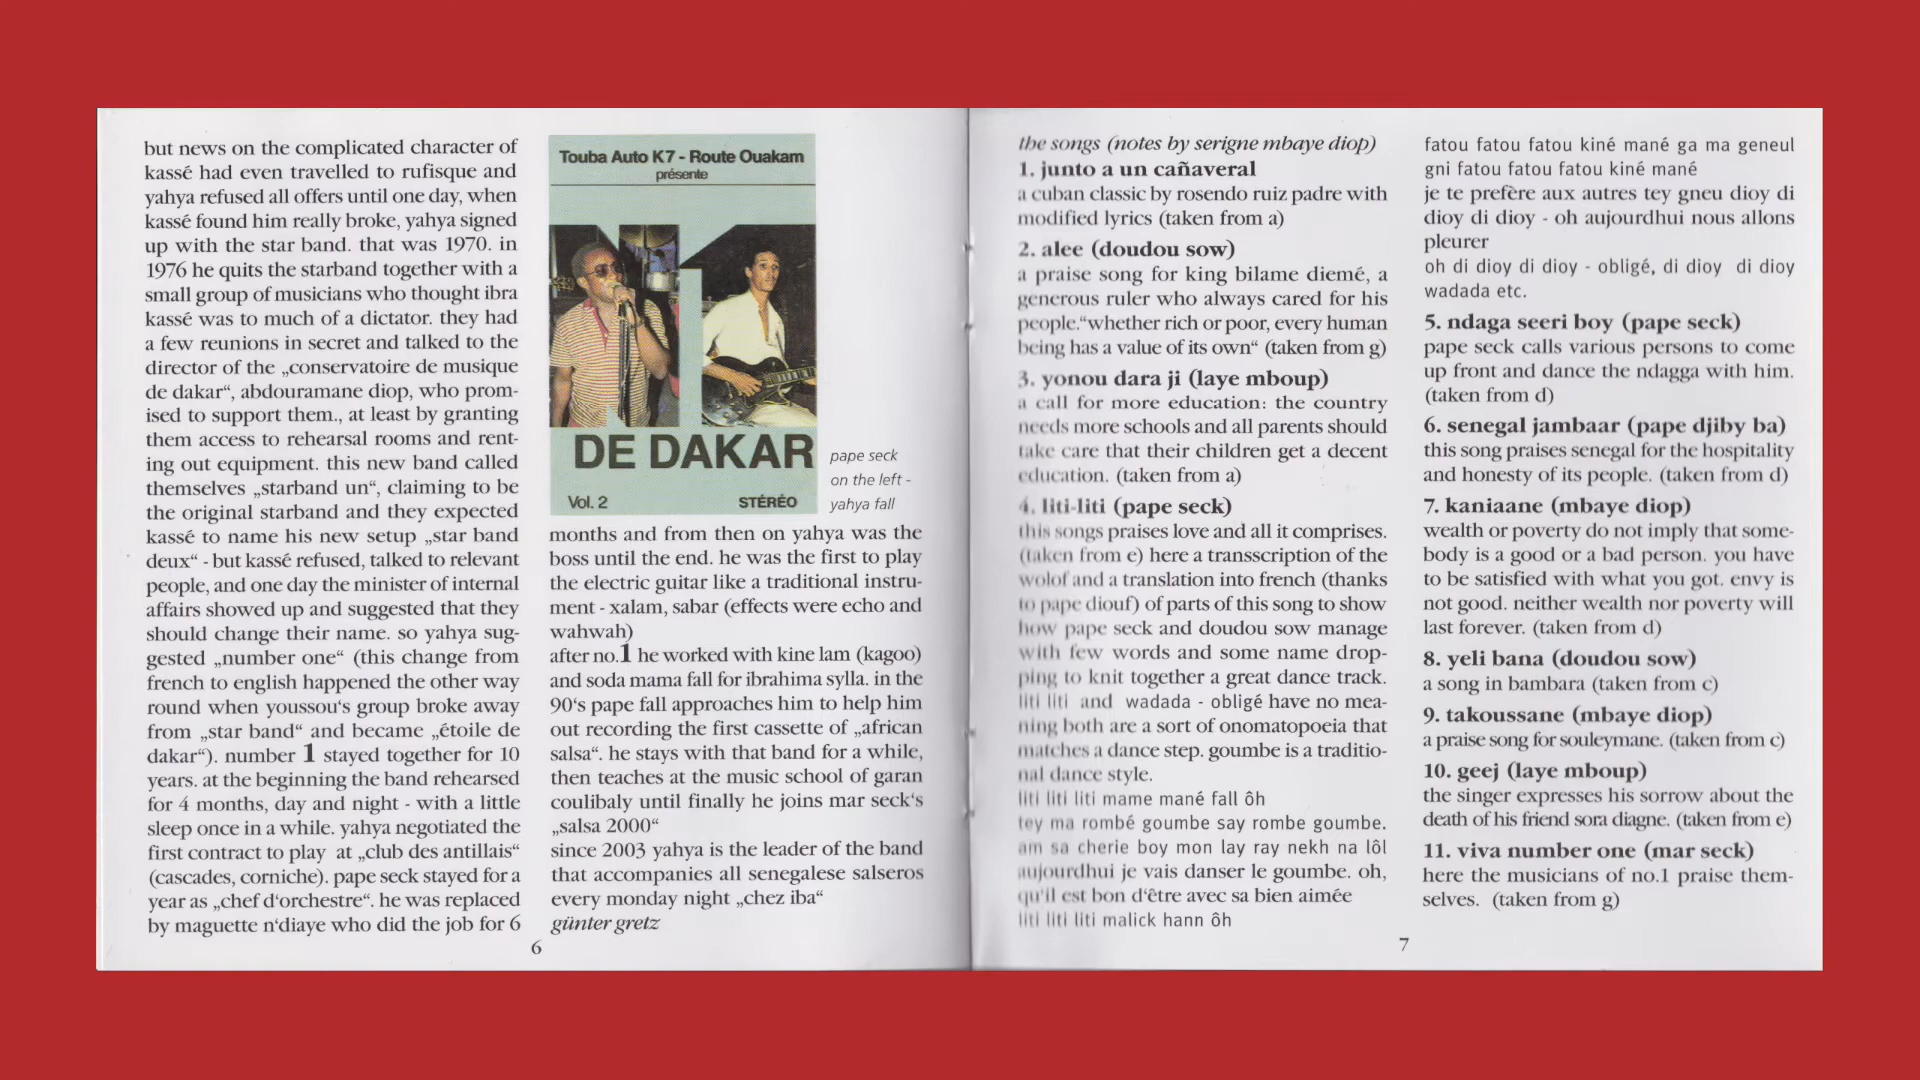 but news on the complicated character of
kassé had even travelled to rufisque and
yahya refused all offers until one day, when
kassé found him really broke, yahya signed
up with the star band. that was 1970. in
1976 he quits the starband together with a
small group of musicians who thought ibra
kassé was to much of a dictator. they had
a few reunions in secret and talked to the
director of the „conservatoire de musique
de dakar“, abdouramane diop, who prom-
ised to support them., at least by granting
them access to rehearsal rooms and rent-
ing out equipment. this new band called
themselves „starband un“, claiming to be
the original starband and they expected
kassé to name his new setup „star band
deux“ - but kassé refused, talked to relevant
people, and one day the minister of internal
affairs showed up and suggested that they
should change their name. so yahya sug-
gested „number one“ (this change from
french to english happened the other way
round when youssou‘s group broke away
from „star band“ and became „étoile de
dakar“). number 1 stayed together for 10
years. at the beginning the band rehearsed
for 4 months, day and night - with a little
sleep once in a while. yahya negotiated the
first contract to play at „club des antillais“
(cascades, corniche). pape seck stayed for a
year as „chef d‘orchestre“. he was replaced
by maguette n‘diaye who did the job for 6
6
Touba Auto K7 - Route Ouakam
présente
N1
DE DAKAR
Vol. 2 STÉRÉO
pape seck
on the left -
yahya fall
months and from then on yahya was the
boss until the end. he was the first to play
the electric guitar like a traditional instru-
ment - xalam, sabar (effects were echo and
wahwah)
after no.1 he worked with kine lam (kagoo)
and soda mama fall for ibrahima sylla. in the
90‘s pape fall approaches him to help him
out recording the first cassette of „african
salsa“. he stays with that band for a while,
then teaches at the music school of garan
coulibaly until finally he joins mar seck‘s
„salsa 2000“
since 2003 yahya is the leader of the band
that accompanies all senegalese salseros
every monday night „chez iba“
günter gretz
the songs (notes by serigne mbaye diop)
1. junto a un cañaveral
a cuban classic by rosendo ruiz padre with
modified lyrics (taken from a)
2. alee (doudou sow)
a praise song for king bilame diemé, a
generous ruler who always cared for his
people.“whether rich or poor, every human
being has a value of its own“ (taken from g)
3. yonou dara ji (laye mboup)
a call for more education: the country
needs more schools and all parents should
take care that their children get a decent
education. (taken from a)
4. liti-liti (pape seck)
this songs praises love and all it comprises.
(taken from e) here a transscription of the
wolof and a translation into french (thanks
to pape diouf) of parts of this song to show
how pape seck and doudou sow manage
with few words and some name drop-
ping to knit together a great dance track.
liti liti and wadada - obligé have no mea-
ning both are a sort of onomatopoeia that
matches a dance step. goumbe is a traditio-
nal dance style.
liti liti liti mame mané fall ôh
tey ma rombé goumbe say rombe goumbe.
am sa cherie boy mon lay ray nekh na lôl
aujourdhui je vais danser le goumbe. oh,
qu‘il est bon d‘être avec sa bien aimée
liti liti liti malick hann ôh
fatou fatou fatou kiné mané ga ma geneul
gni fatou fatou fatou kiné mané
je te prefère aux autres tey gneu dioy di
dioy di dioy - oh aujourdhui nous allons
pleurer
oh di dioy di dioy - obligé, di dioy di dioy
wadada etc.
5. ndaga seeri boy (pape seck)
pape seck calls various persons to come
up front and dance the ndagga with him.
(taken from d)
6. senegal jambaar (pape djiby ba)
this song praises senegal for the hospitality
and honesty of its people. (taken from d)
7. kaniaane (mbaye diop)
wealth or poverty do not imply that some-
body is a good or a bad person. you have
to be satisfied with what you got. envy is
not good. neither wealth nor poverty will
last forever. (taken from d)
8. yeli bana (doudou sow)
a song in bambara (taken from c)
9. takoussane (mbaye diop)
a praise song for souleymane. (taken from c)
10. geej (laye mboup)
the singer expresses his sorrow about the
death of his friend sora diagne. (taken from e)
11. viva number one (mar seck)
here the musicians of no.1 praise them-
selves. (taken from g)
7